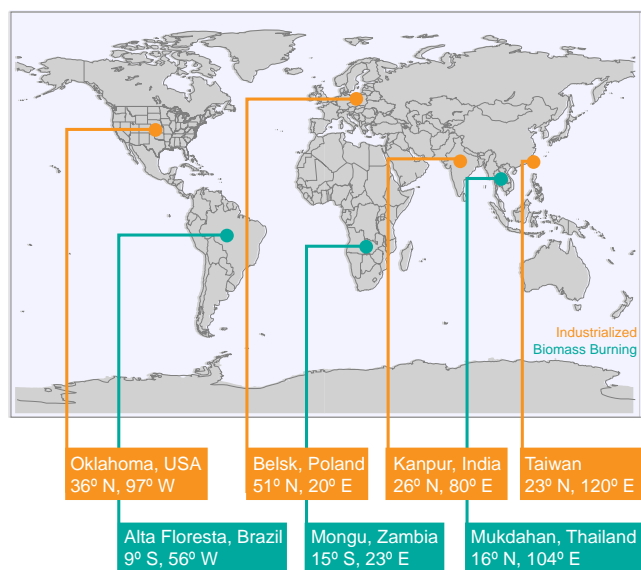 Industrialized
Biomass Burning
Oklahoma, USA
36º N, 97º W
Belsk, Poland
51º N, 20º E
Kanpur, India
26º N, 80º E
Taiwan
23º N, 120º E
Alta Floresta, Brazil
9º S, 56º W
Mongu, Zambia
15º S, 23º E
Mukdahan, Thailand
16º N, 104º E